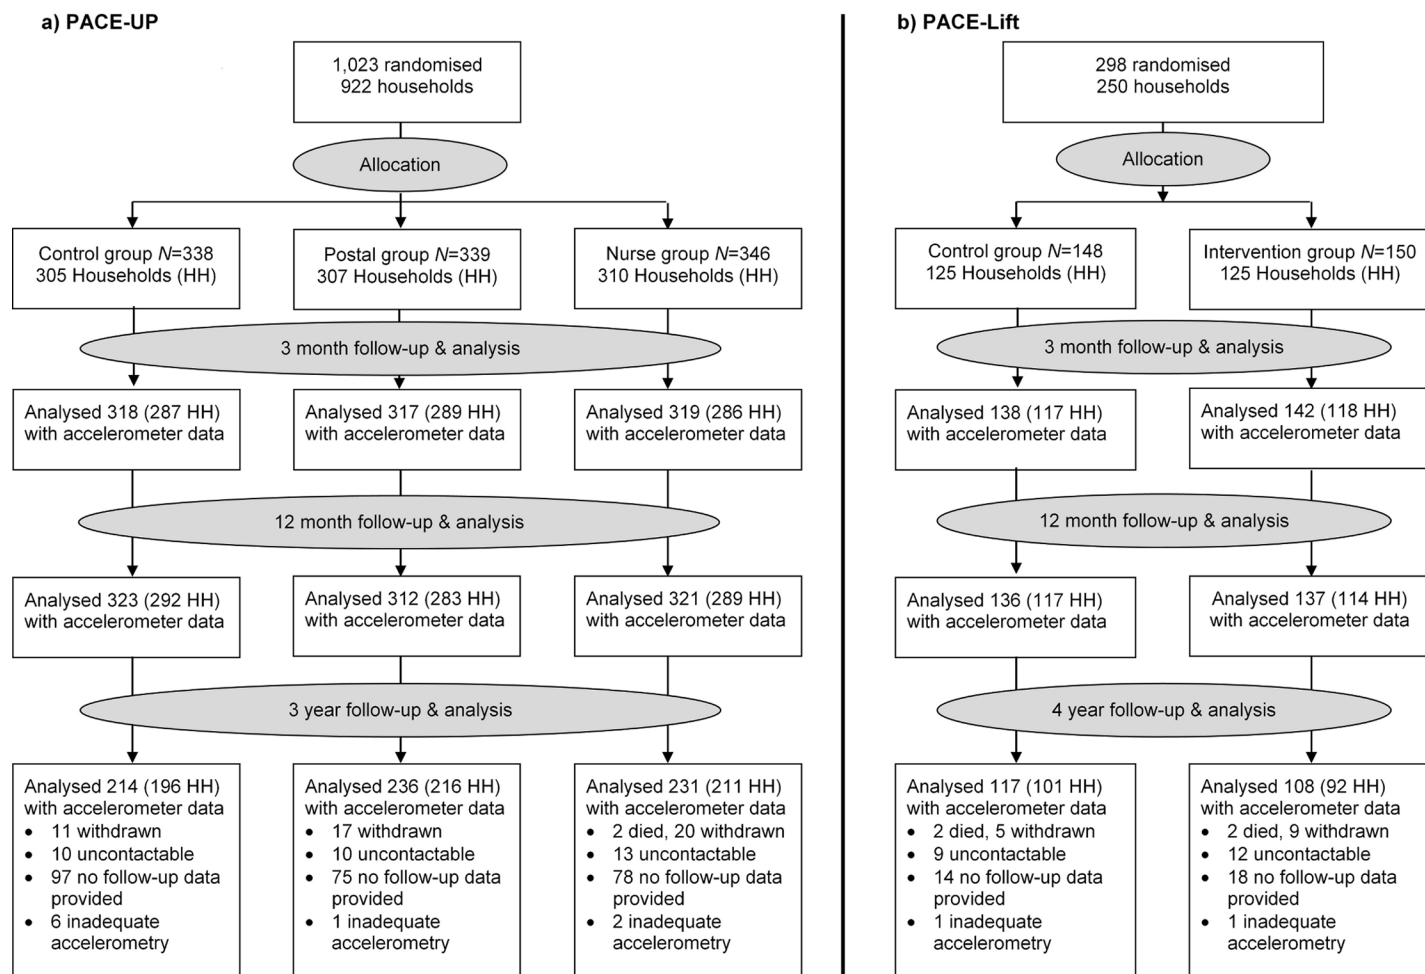 a) PACE-UP
1,023 randomised
922 households
Allocation
Control group N=338
305 Households (HH)
Postal group N=339
307 Households (HH)
Nurse group N=346
310 Households (HH)
3 month follow-up & analysis
Analysed 318 (287 HH)
with accelerometer data
Analysed 317 (289 HH)
with accelerometer data
Analysed 319 (286 HH)
with accelerometer data
12 month follow-up & analysis
Analysed 323 (292 HH)
with accelerometer data
Analysed 312 (283 HH)
with accelerometer data
Analysed 321 (289 HH)
with accelerometer data
3 year follow-up & analysis
Analysed 214 (196 HH)
with accelerometer data
• 11 withdrawn
• 10 uncontactable
• 97 no follow-up data
provided
• 6 inadequate
accelerometry
Analysed 236 (216 HH)
with accelerometer data
• 17 withdrawn
• 10 uncontactable
• 75 no follow-up data
provided
• 1 inadequate
accelerometry
Analysed 231 (211 HH)
with accelerometer data
• 2 died, 20 withdrawn
• 13 uncontactable
• 78 no follow-up data
provided
• 2 inadequate
accelerometry
b) PACE-Lift
298 randomised
250 households
Allocation
Control group N=148
125 Households (HH)
Intervention group N=150
125 Households (HH)
3 month follow-up & analysis
Analysed 138 (117 HH)
with accelerometer data
Analysed 142 (118 HH)
with accelerometer data
12 month follow-up & analysis
Analysed 136 (117 HH)
with accelerometer data
Analysed 137 (114 HH)
with accelerometer data
4 year follow-up & analysis
Analysed 117 (101 HH)
with accelerometer data
• 2 died, 5 withdrawn
• 9 uncontactable
• 14 no follow-up data
provided
• 1 inadequate
accelerometry
Analysed 108 (92 HH)
with accelerometer data
• 2 died, 9 withdrawn
• 12 uncontactable
• 18 no follow-up data
provided
• 1 inadequate
accelerometry